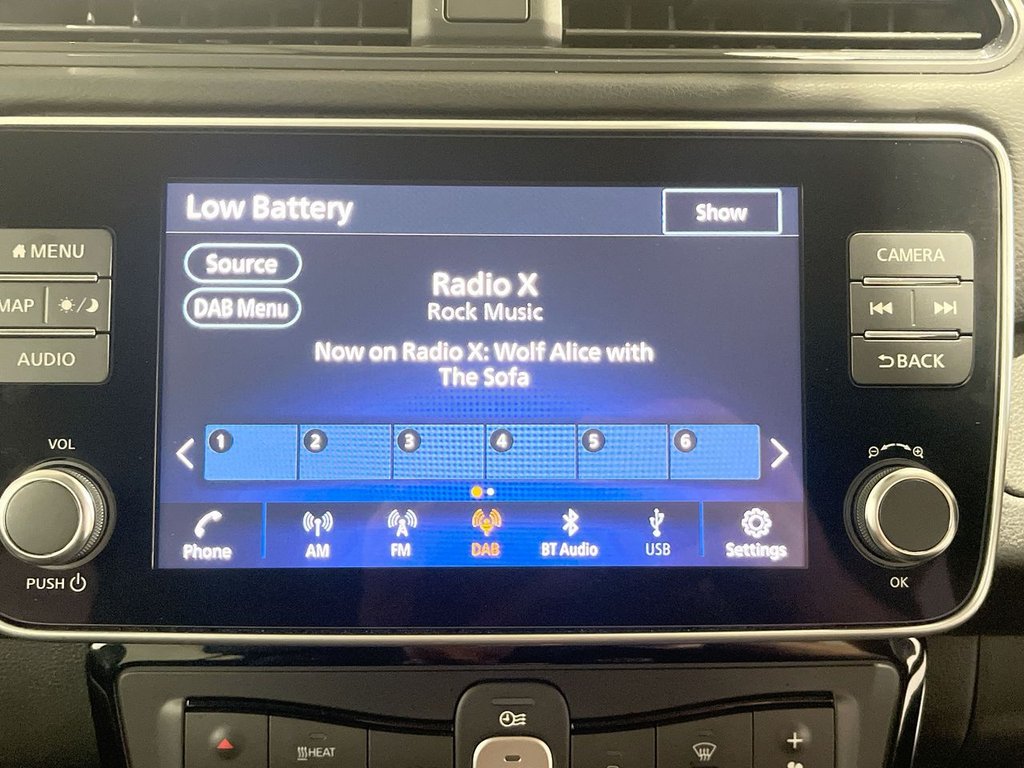 Low Battery
Show
MENU
Source
CAMERA
Radio X
DAB Menu
MAP
Rock Music
Now on Radio X: Wolf Alice with
The Sofa
AUDIO
BACK
1 2 3 4 5 6
VOL
Phone
AM
FM
DAB
BT Audio
USB
Settings
PUSH
OK
HEAT